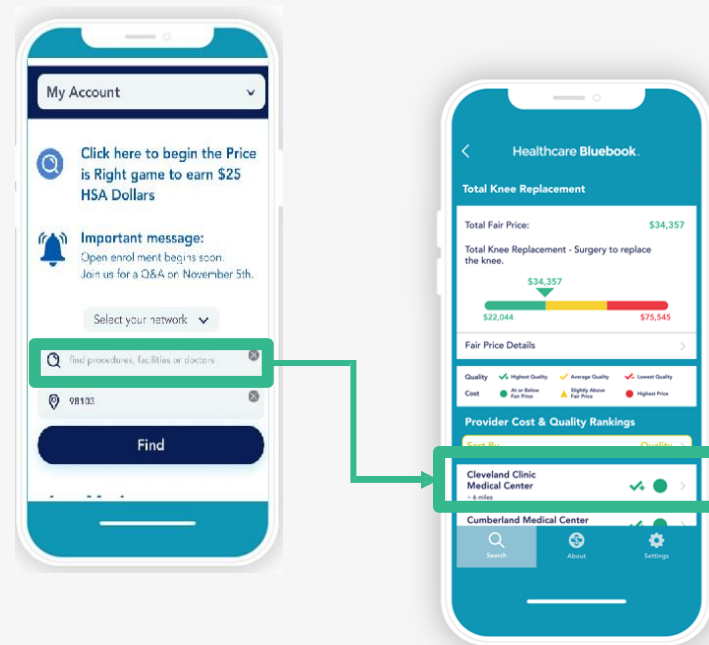 My Account
Click here to begin the Price
is Right game to earn $25
HSA Dollars
Important message:
Open enrollment begins soon.
Join us for a Q&A on November 5th.
Select your network
find procedures, facilities or doctors
98103
Find
Healthcare Bluebook.
Total Knee Replacement
Total Fair Price: $34,357
Total Knee Replacement - Surgery to replace
the knee.
$34,357
$22,044 $75,545
Fair Price Details
Quality Highest Quality Average Quality Lowest Quality
Cost At or Below Fair Price Slightly Above Fair Price Highest Price
Provider Cost & Quality Rankings
Sort By Quality
Cleveland Clinic
Medical Center
~ 6 miles
Cumberland Medical Center
Search About Settings